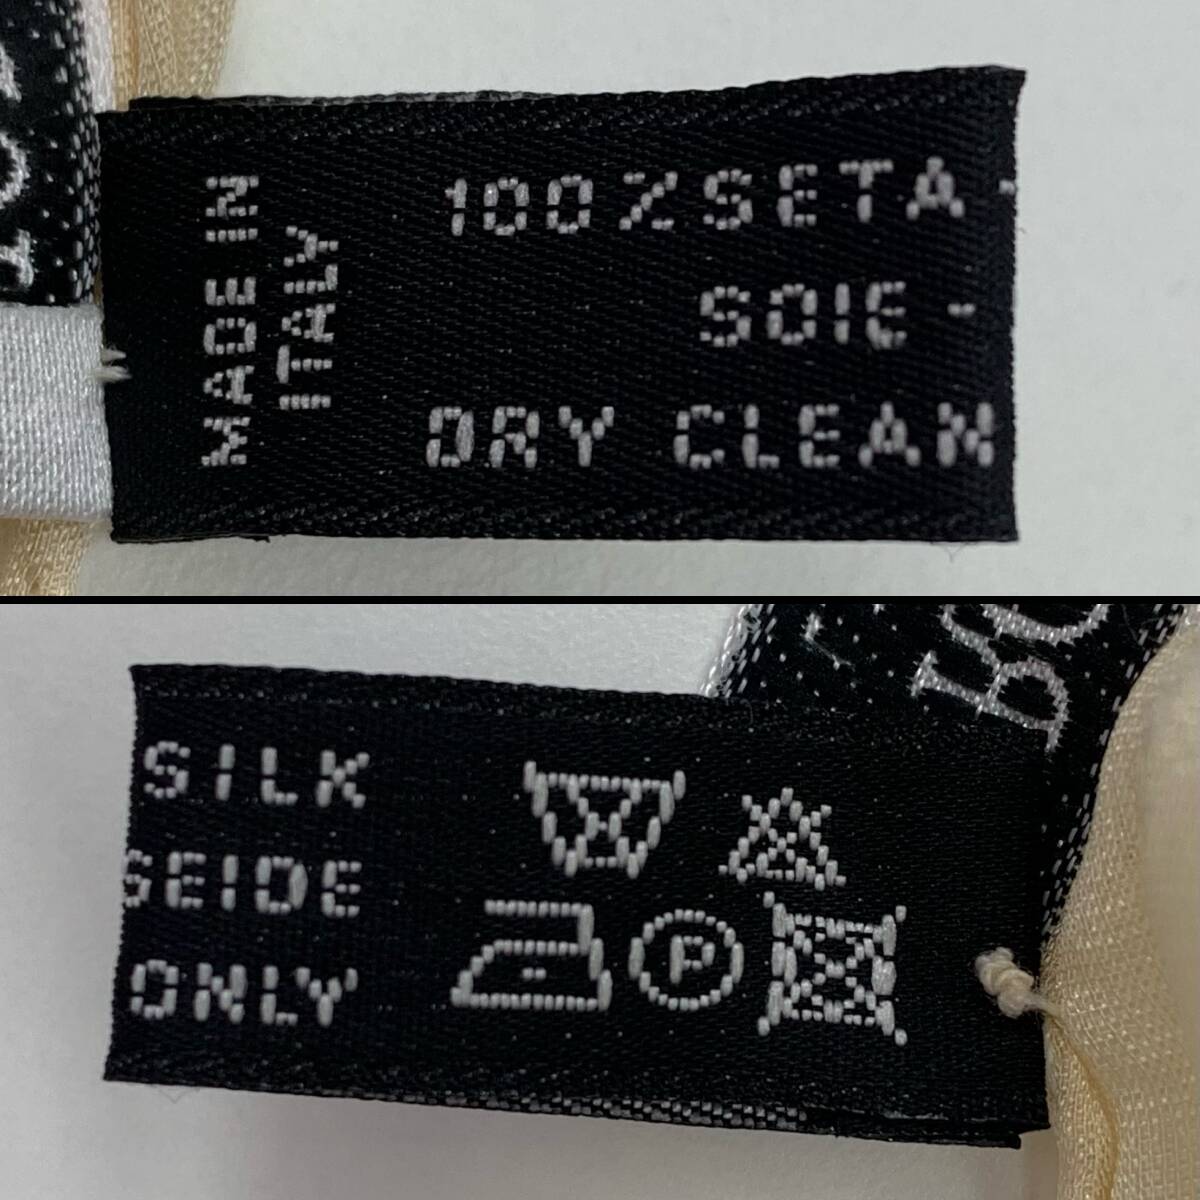 MADE IN
ITALY
100% SETA -
SOIE -
DRY CLEAN
SILK
SEIDE
ONLY
P